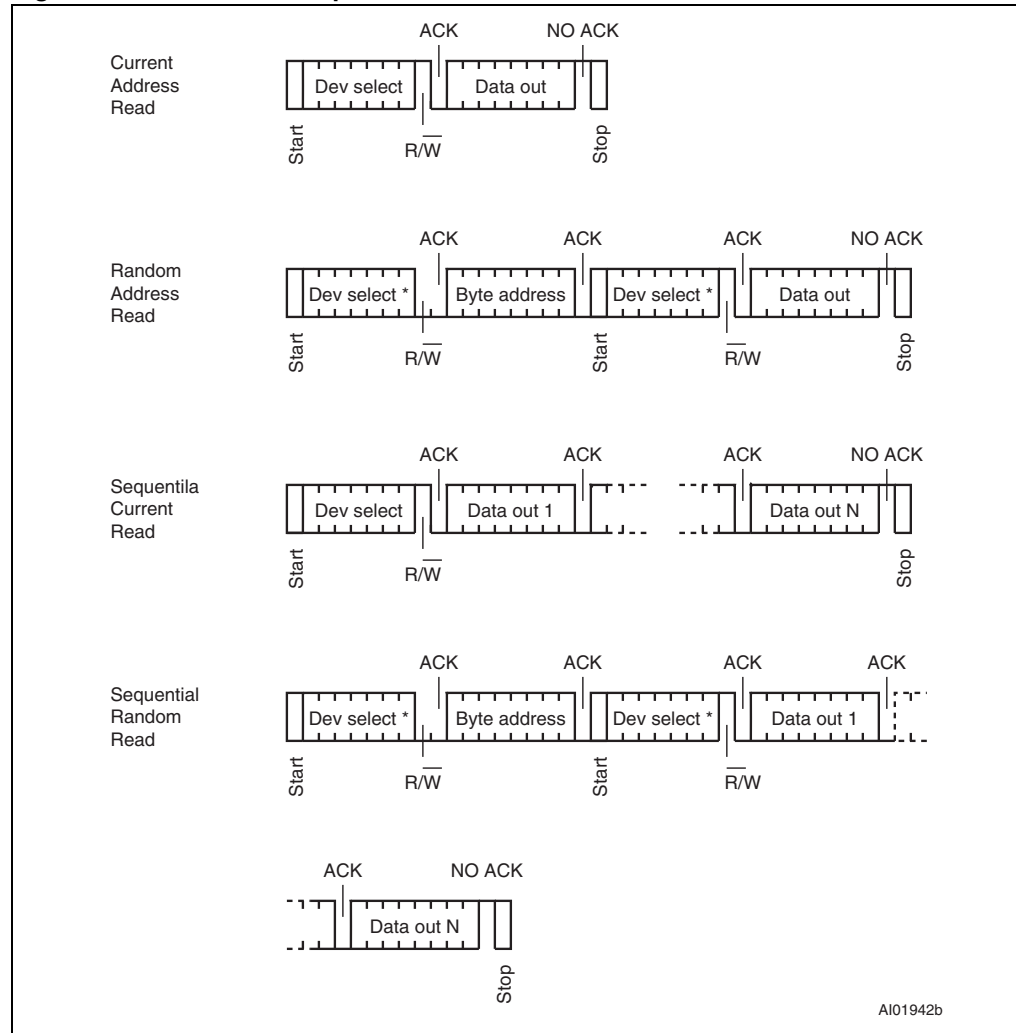 ACK NO ACK
Current
Address
Read
Dev select Data out
Start R/W̅ Stop
ACK ACK ACK NO ACK
Random
Address
Read
Dev select * Byte address Dev select * Data out
Start R/W̅ Start R̅/W Stop
ACK ACK ACK NO ACK
Sequentila
Current
Read
Dev select Data out 1 Data out N
Start R/W̅ Stop
ACK ACK ACK ACK
Sequential
Random
Read
Dev select * Byte address Dev select * Data out 1
Start R/W̅ Start R̅/W
ACK NO ACK
Data out N
Stop
AI01942b